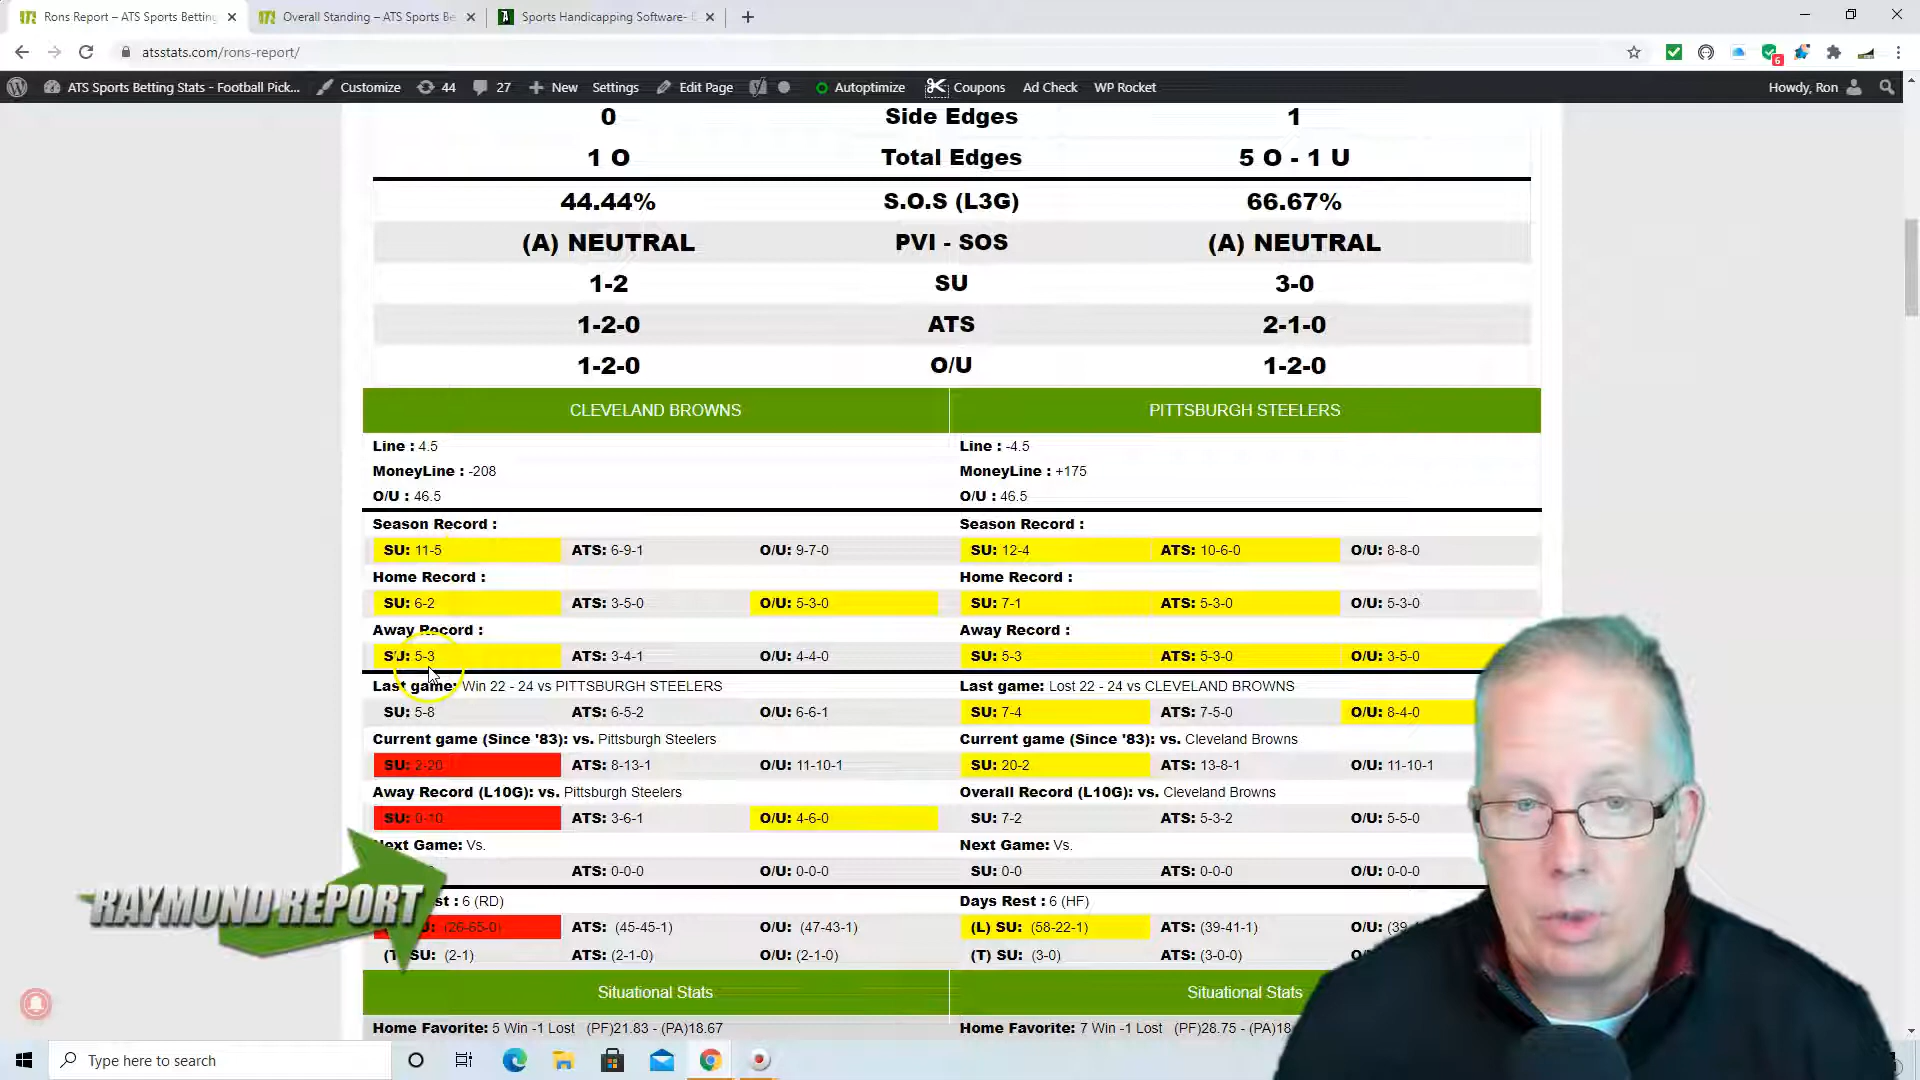 Rons Report – ATS Sports Betting
Overall Standing – ATS Sports Be
Sports Handicapping Software-
atsstats.com/rons-report/
ATS Sports Betting Stats - Football Pick...
Customize
44
27
New
Settings
Edit Page
Autoptimize
Coupons
Ad Check
WP Rocket
Howdy, Ron
0 Side Edges 1
1 O Total Edges 5 O - 1 U
44.44% S.O.S (L3G) 66.67%
(A) NEUTRAL PVI - SOS (A) NEUTRAL
1-2 SU 3-0
1-2-0 ATS 2-1-0
1-2-0 O/U 1-2-0
CLEVELAND BROWNS PITTSBURGH STEELERS
Line : 4.5 Line : -4.5
MoneyLine : -208 MoneyLine : +175
O/U : 46.5 O/U : 46.5
Season Record : Season Record :
SU: 11-5 ATS: 6-9-1 O/U: 9-7-0 SU: 12-4 ATS: 10-6-0 O/U: 8-8-0
Home Record : Home Record :
SU: 6-2 ATS: 3-5-0 O/U: 5-3-0 SU: 7-1 ATS: 5-3-0 O/U: 5-3-0
Away Record : Away Record :
SU: 5-3 ATS: 3-4-1 O/U: 4-4-0 SU: 5-3 ATS: 5-3-0 O/U: 3-5-0
Last game: Win 22 - 24 vs PITTSBURGH STEELERS Last game: Lost 22 - 24 vs CLEVELAND BROWNS
SU: 5-8 ATS: 6-5-2 O/U: 6-6-1 SU: 7-4 ATS: 7-5-0 O/U: 8-4-0
Current game (Since '83): vs. Pittsburgh Steelers Current game (Since '83): vs. Cleveland Browns
SU: 2-20 ATS: 8-13-1 O/U: 11-10-1 SU: 20-2 ATS: 13-8-1 O/U: 11-10-1
Away Record (L10G): vs. Pittsburgh Steelers Overall Record (L10G): vs. Cleveland Browns
SU: 0-10 ATS: 3-6-1 O/U: 4-6-0 SU: 7-2 ATS: 5-3-2 O/U: 5-5-0
Next Game: Vs. Next Game: Vs.
ATS: 0-0-0 O/U: 0-0-0 SU: 0-0 ATS: 0-0-0 O/U: 0-0-0
RAYMOND REPORT
6 (RD) Days Rest : 6 (HF)
(26-65-0) ATS: (45-45-1) O/U: (47-43-1) (L) SU: (58-22-1) ATS: (39-41-1) O/U:
SU: (2-1) ATS: (2-1-0) O/U: (2-1-0) (T) SU: (3-0) ATS: (3-0-0)
Situational Stats Situational Stats
Home Favorite: 5 Win -1 Lost (PF)21.83 - (PA)18.67 Home Favorite: 7 Win -1 Lost (PF)28.75 -
Type here to search